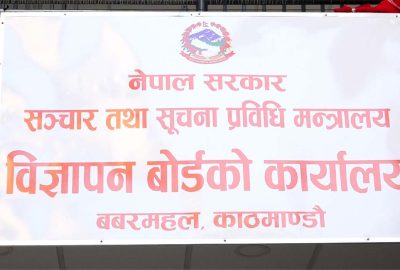 नेपाल सरकार
सञ्चार तथा सूचना प्रविधि मन्त्रालय
विज्ञापन बोर्डको कार्यालय
बबरमहल, काठमाण्डौ